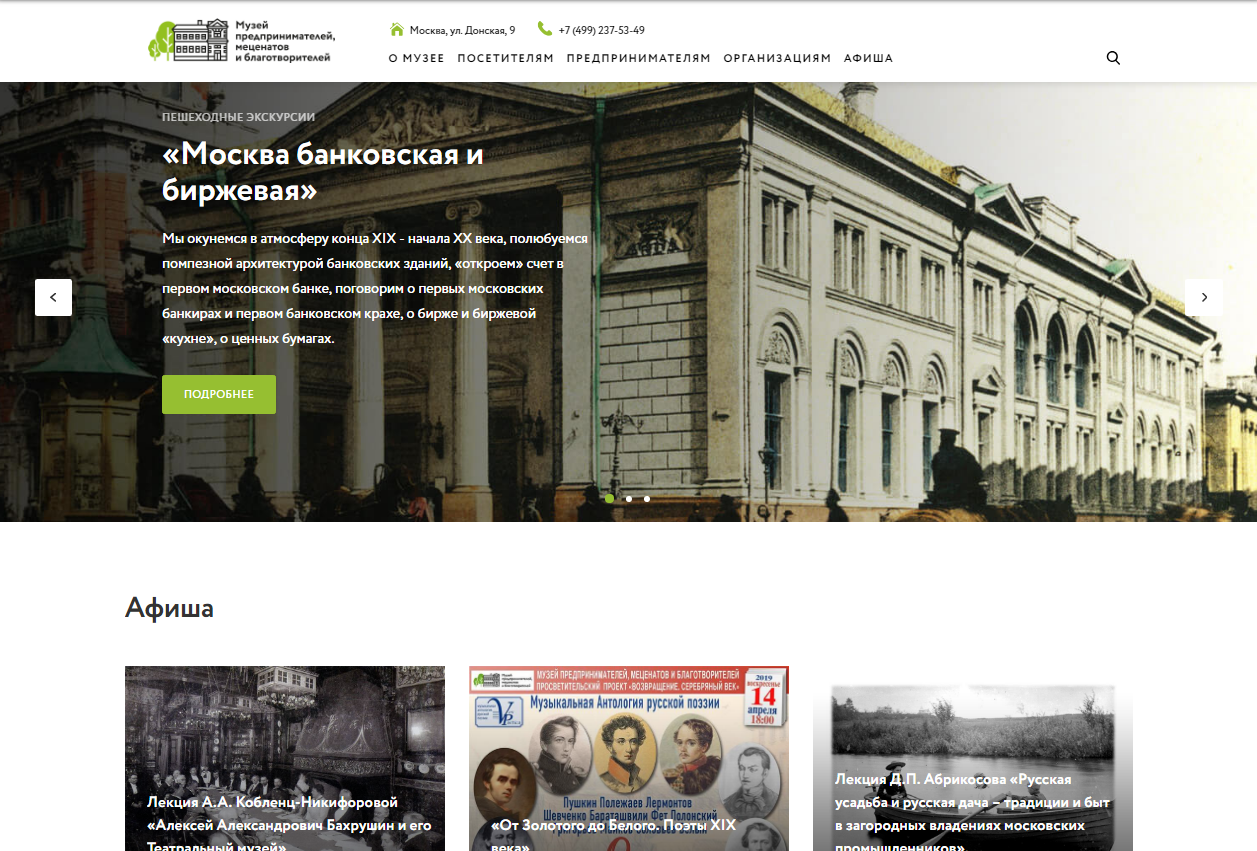 Музей
предпринимателей,
меценатов
и благотворителей
Москва, ул. Донская, 9
+7 (499) 237-53-49
О МУЗЕЕ ПОСЕТИТЕЛЯМ ПРЕДПРИНИМАТЕЛЯМ ОРГАНИЗАЦИЯМ АФИША
ПЕШЕХОДНЫЕ ЭКСКУРСИИ
«Москва банковская и
биржевая»
Мы окунемся в атмосферу конца XIX - начала XX века, полюбуемся
помпезной архитектурой банковских зданий, «откроем» счет в
первом московском банке, поговорим о первых московских
банкирах и первом банковском крахе, о бирже и биржевой
«кухне», о ценных бумагах.
ПОДРОБНЕЕ
Афиша
Лекция А.А. Кобленц-Никифоровой
«Алексей Александрович Бахрушин и его
Театральный музей»
МУЗЕЙ ПРЕДПРИНИМАТЕЛЕЙ, МЕЦЕНАТОВ И БЛАГОТВОРИТЕЛЕЙ
ПРОСВЕТИТЕЛЬСКИЙ ПРОЕКТ «ВОЗВРАЩЕНИЕ. СЕРЕБРЯНЫЙ ВЕК»
2019
воскресенье
14
апреля
18:00
Музыкальная Антология русской поэзии
Пушкин Полежаев Лермонтов
Шевченко Бараташвили Фет Полонский
«От Золотого до Белого. Поэты XIX
века»
Лекция Д.П. Абрикосова «Русская
усадьба и русская дача – традиции и быт
в загородных владениях московских
промышленников»